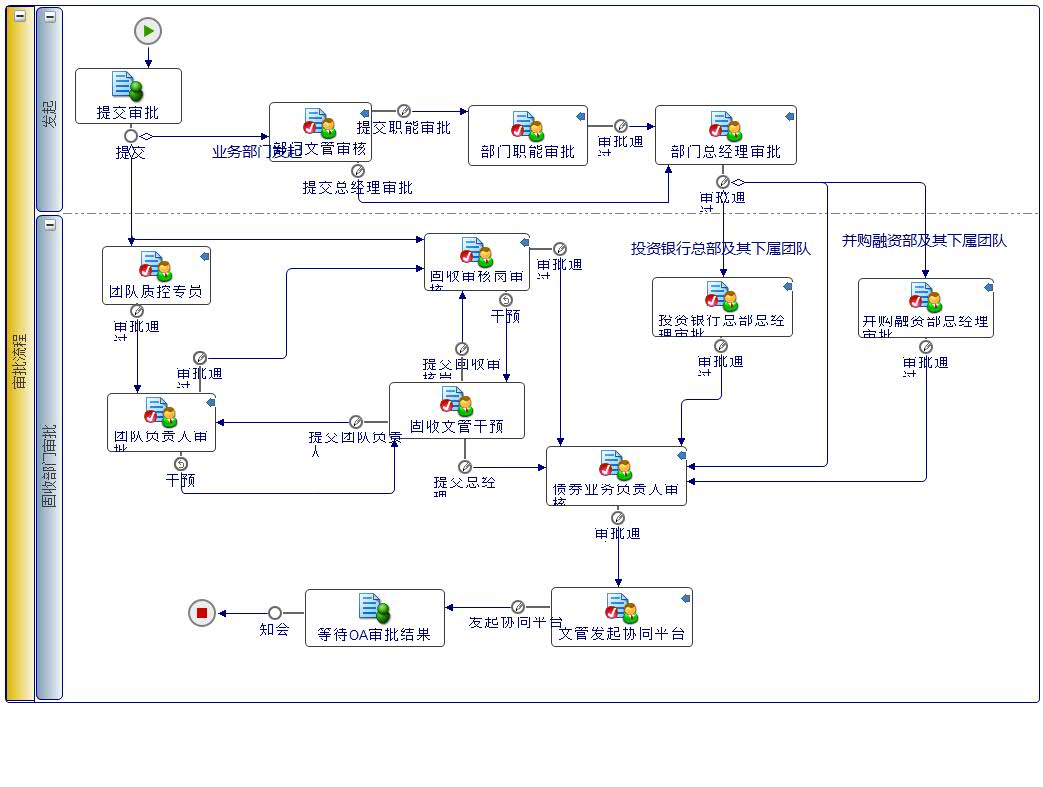 审批流程
发起
固收部门审批
提交审批
提交
业务部门发起
部门文管审核
提交职能审批
提交总经理审批
部门职能审批
审批通
过
部门总经理审批
审批通
过
投资银行总部及其下属团队
并购融资部及其下属团队
团队质控专员
审批通
过
固收审核岗审
核
审批通
过
干预
投资银行总部总经
理审批
并购融资部总经理
审批
审批通
过
审批通
过
审批通
过
提交固收审
核岗
团队负责人审
批
提交团队负责
人
固收文管干预
干预
提交总经
理
债券业务负责人审
核
审批通
文管发起协同平台
发起协同平台
等待OA审批结果
知会